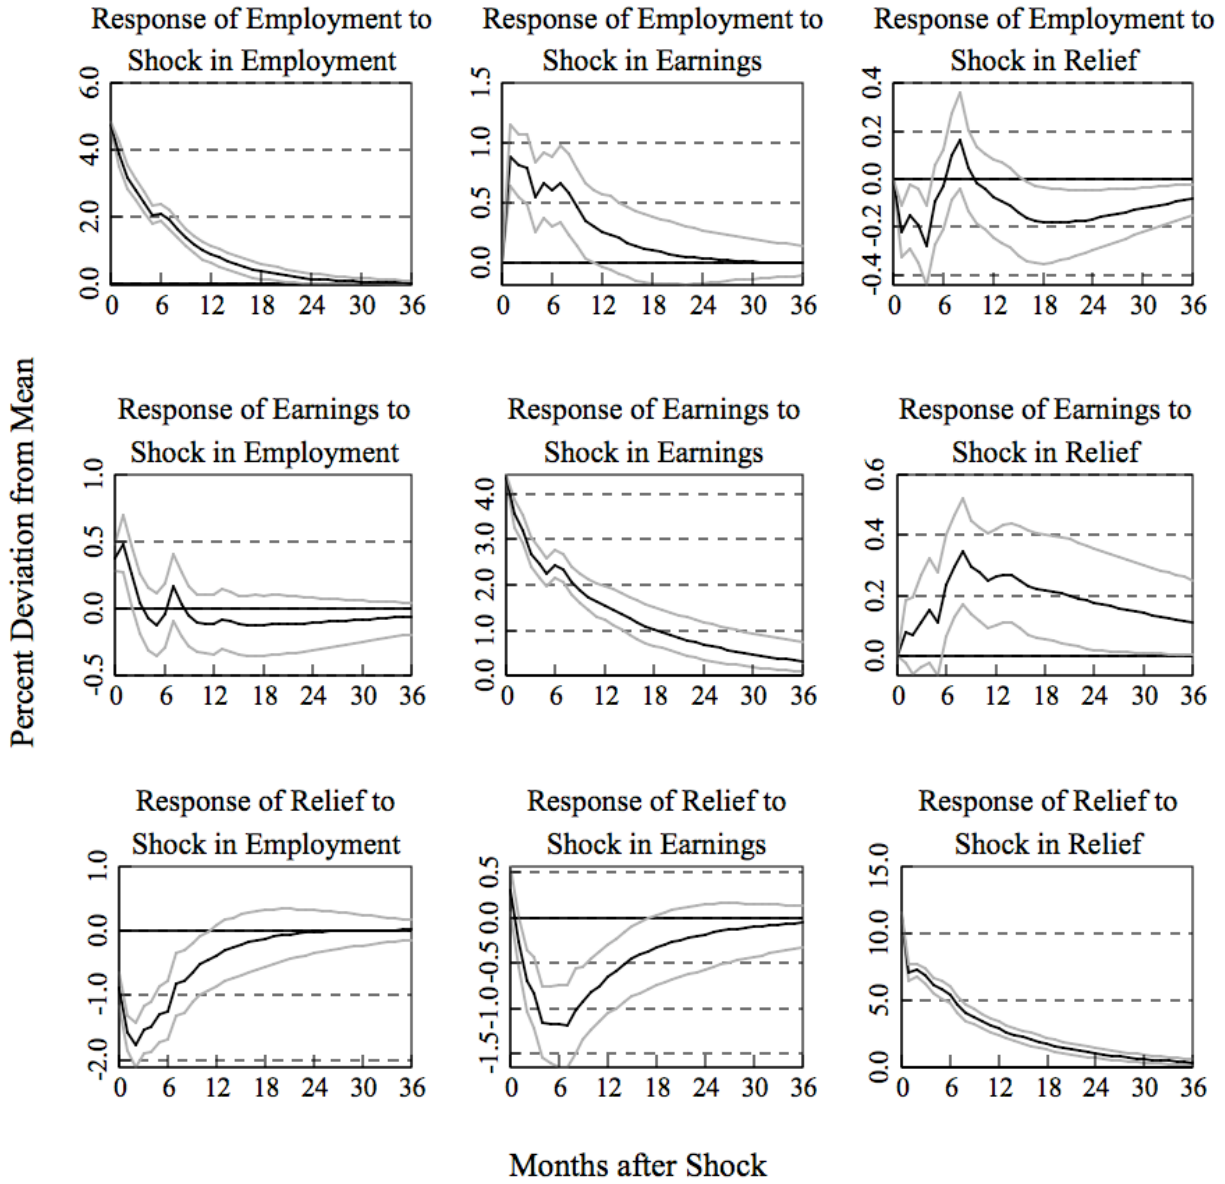 Response of Employment to
Shock in Employment
6.0
4.0
2.0
0.0
0 6 12 18 24 30 36
Response of Employment to
Shock in Earnings
1.5
1.0
0.5
0.0
0 6 12 18 24 30 36
Response of Employment to
Shock in Relief
0.4
0.2
0.0
-0.2
-0.4
0 6 12 18 24 30 36
Percent Deviation from Mean
Response of Earnings to
Shock in Employment
1.0
0.5
0.0
-0.5
0 6 12 18 24 30 36
Response of Earnings to
Shock in Earnings
4.0
3.0
2.0
1.0
0.0
0 6 12 18 24 30 36
Response of Earnings to
Shock in Relief
0.6
0.4
0.2
0.0
0 6 12 18 24 30 36
Response of Relief to
Shock in Employment
1.0
0.0
-1.0
-2.0
0 6 12 18 24 30 36
Response of Relief to
Shock in Earnings
0.5
0.0
-0.5
-1.0
-1.5
0 6 12 18 24 30 36
Response of Relief to
Shock in Relief
15.0
10.0
5.0
0.0
0 6 12 18 24 30 36
Months after Shock